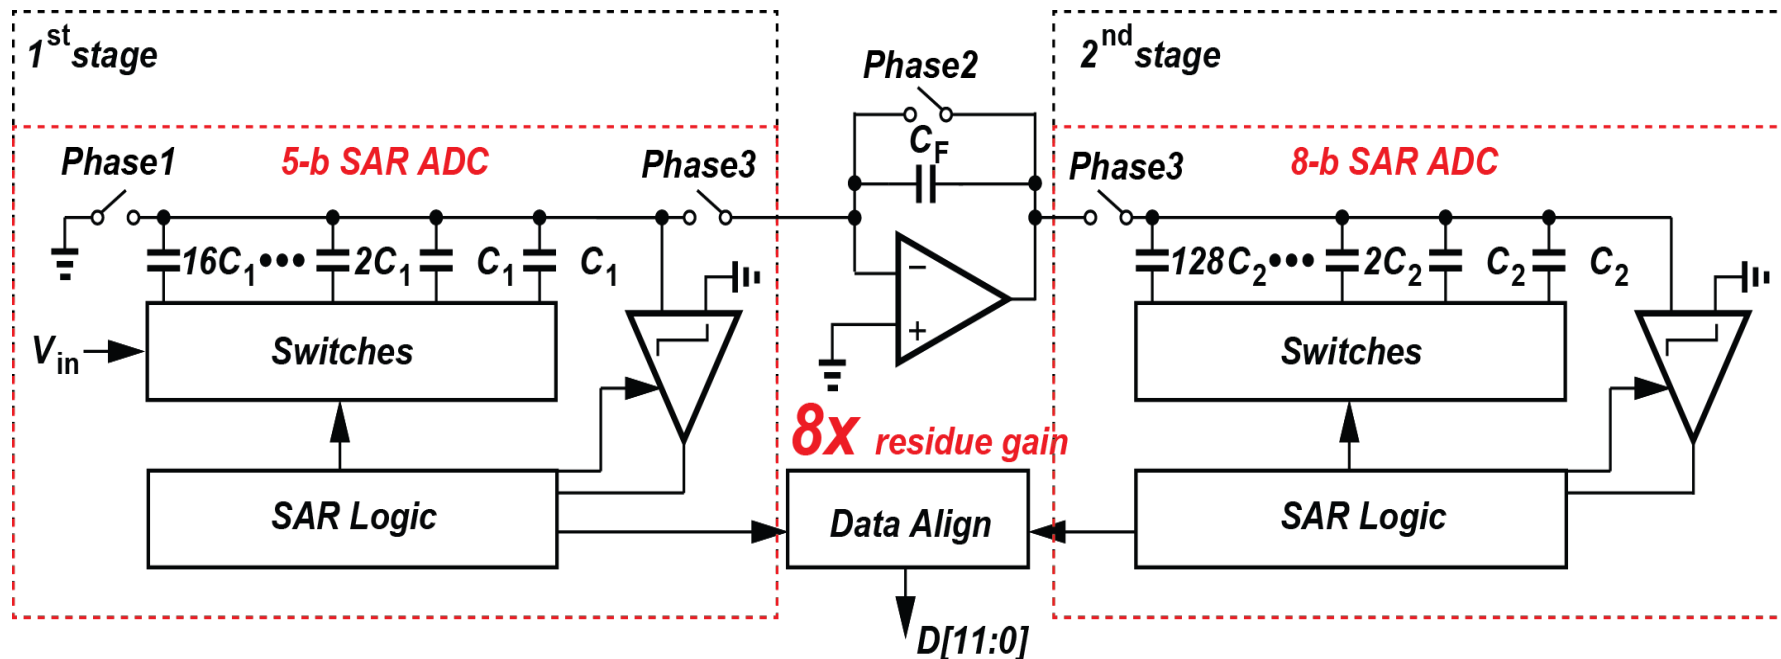 1st stage
2nd stage
Phase2
Phase1
5-b SAR ADC
Phase3
CF
Phase3
8-b SAR ADC
16C1••• 2C1 C1 C1
128C2••• 2C2 C2 C2
−
+
Vin
Switches
Switches
8x residue gain
SAR Logic
Data Align
SAR Logic
D[11:0]